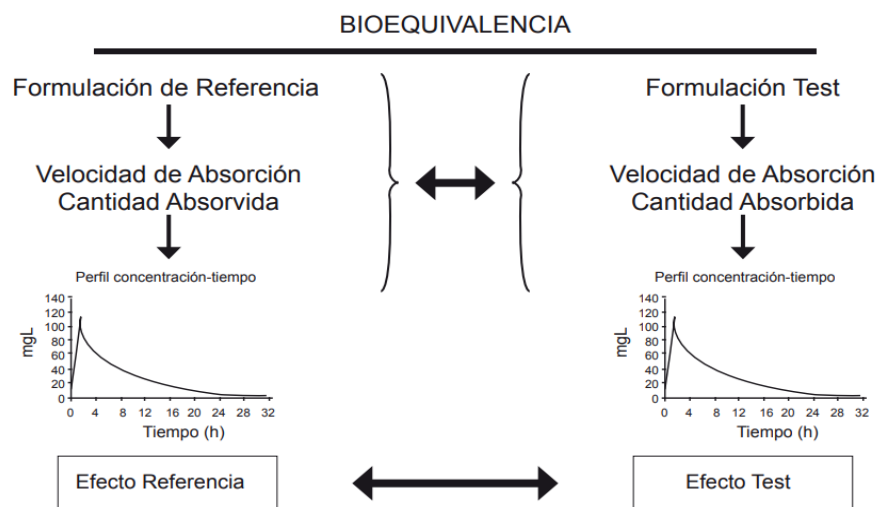 BIOEQUIVALENCIA
Formulación de Referencia
Velocidad de Absorción
Cantidad Absorvida
Perfil concentración-tiempo
140
120
100
80
60
40
20
0
mgL
0 4 8 12 16 20 24 28 32
Tiempo (h)
Efecto Referencia
Formulación Test
Velocidad de Absorción
Cantidad Absorbida
Perfil concentración-tiempo
140
120
100
80
60
40
20
0
mgL
0 4 8 12 16 20 24 28 32
Tiempo (h)
Efecto Test